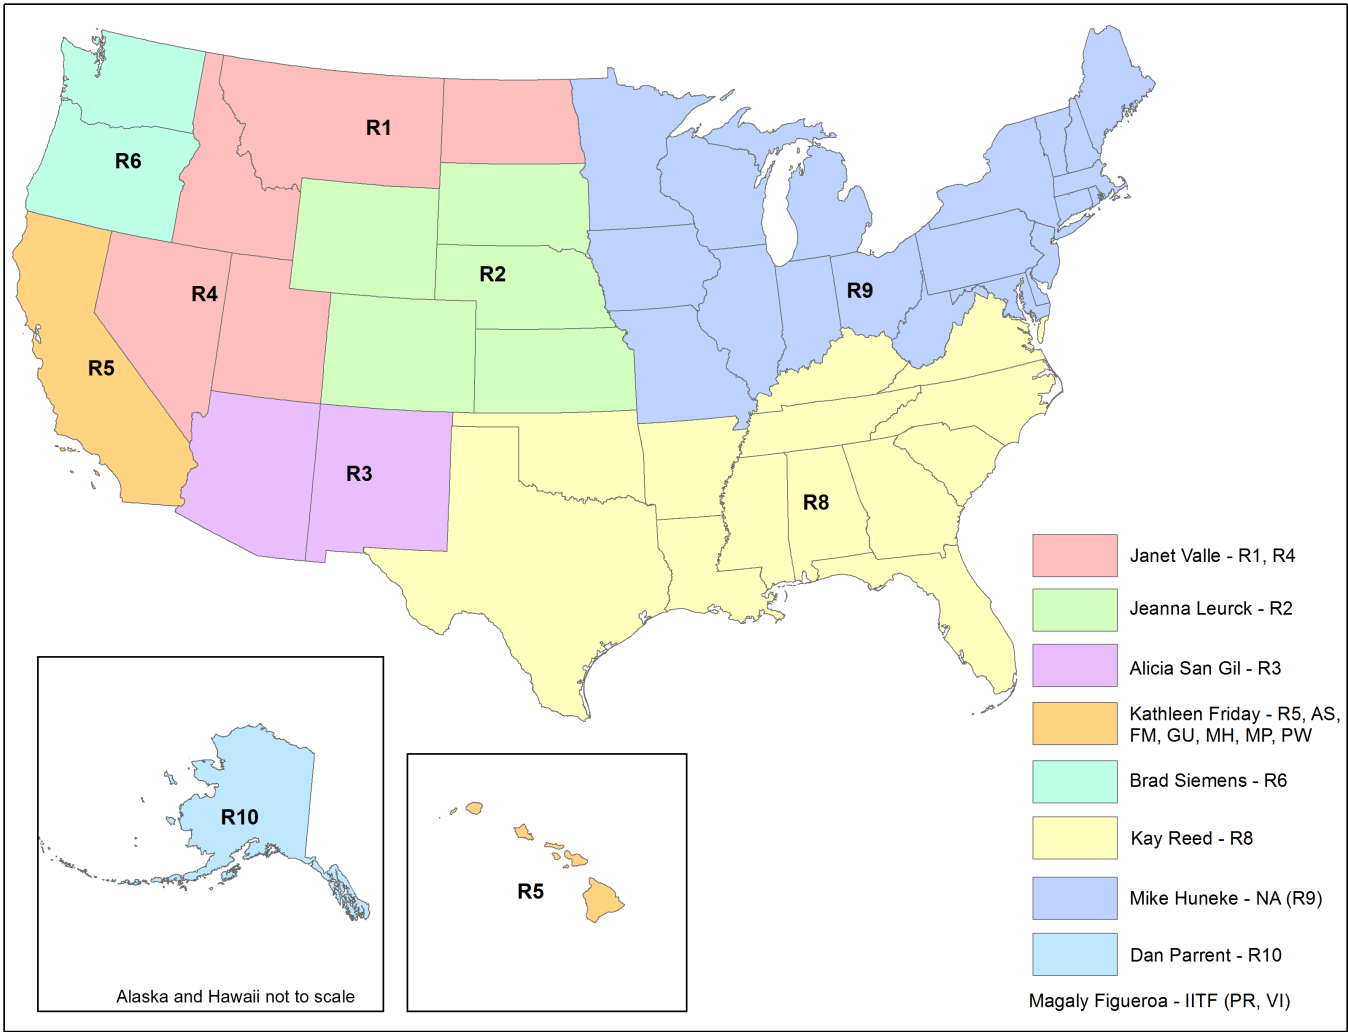 R1
R6
R2
R4
R9
R5
R3
R8
Janet Valle - R1, R4
Jeanna Leurck - R2
Alicia San Gil - R3
Kathleen Friday - R5, AS,
FM, GU, MH, MP, PW
Brad Siemens - R6
Kay Reed - R8
Mike Huneke - NA (R9)
Dan Parrent - R10
Magaly Figueroa - IITF (PR, VI)
R10
Alaska and Hawaii not to scale
R5